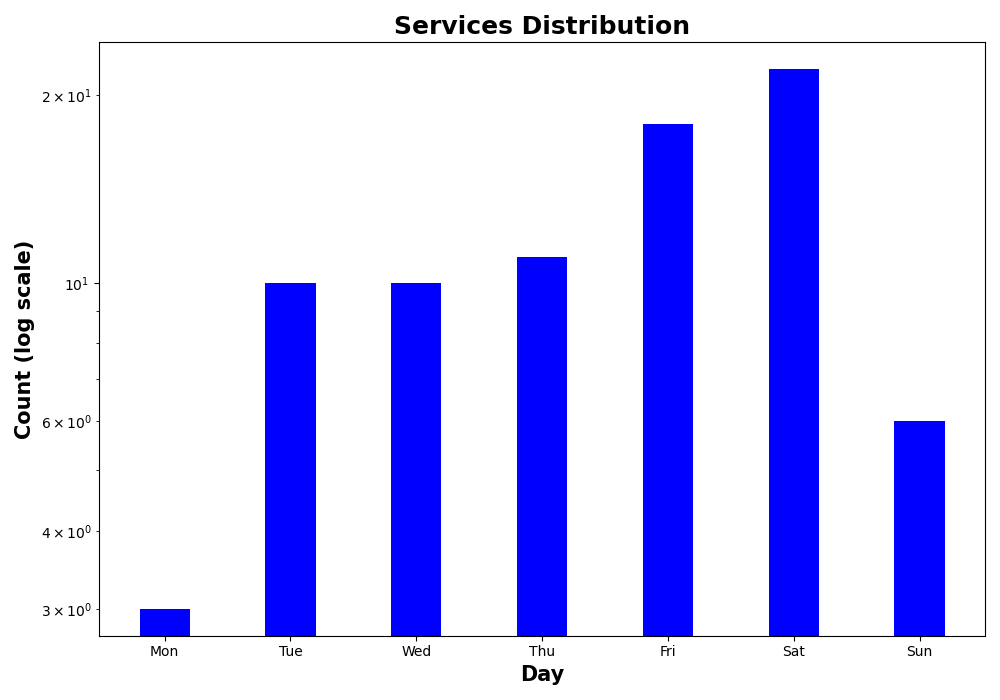 Services Distribution
Count (log scale)
2 × 10¹
10¹
6 × 10⁰
4 × 10⁰
3 × 10⁰
Mon Tue Wed Thu Fri Sat Sun
Day